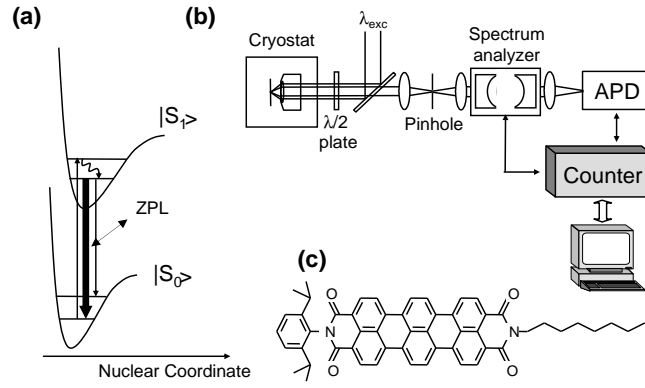 (a)
|S₁>
ZPL
|S₀>
Nuclear Coordinate
(b)
λexc
Cryostat
λ/2
plate
Pinhole
Spectrum
analyzer
APD
Counter
(c)
O
O
N
N
O
O